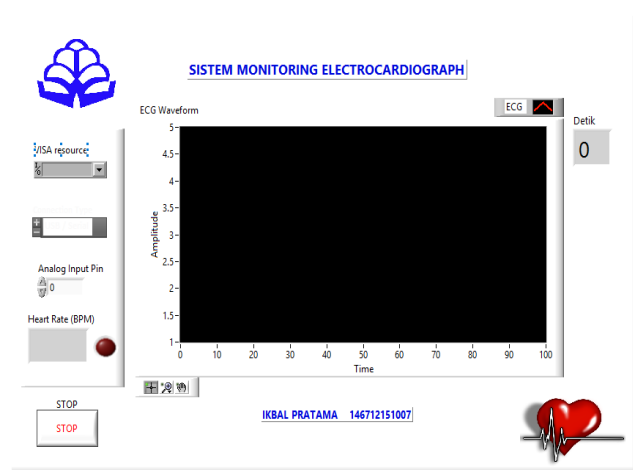 SISTEM MONITORING ELECTROCARDIOGRAPH
ECG Waveform
ECG
Detik
0
VISA resource
Analog Input Pin
0
Heart Rate (BPM)
Amplitude
5
4.5
4
3.5
3
2.5
2
1.5
1
0 10 20 30 40 50 60 70 80 90 100
Time
STOP
STOP
IKBAL PRATAMA 146712151007